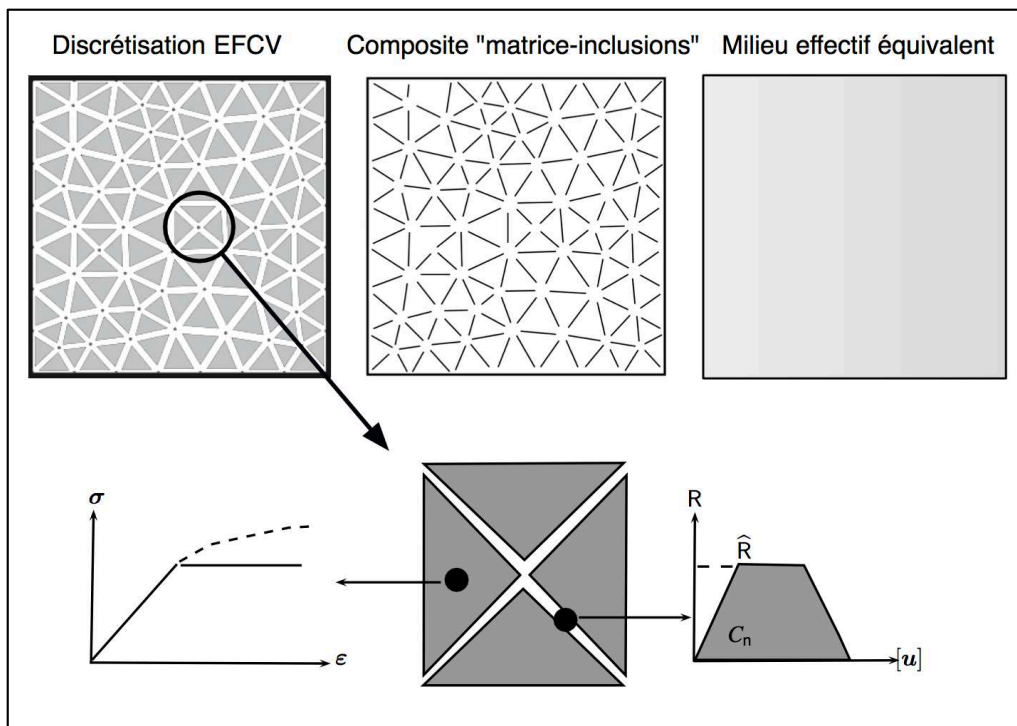 Discrétisation EFCV
Composite "matrice-inclusions"
Milieu effectif équivalent
σ
ε
R
R̂
Cₙ
[u]